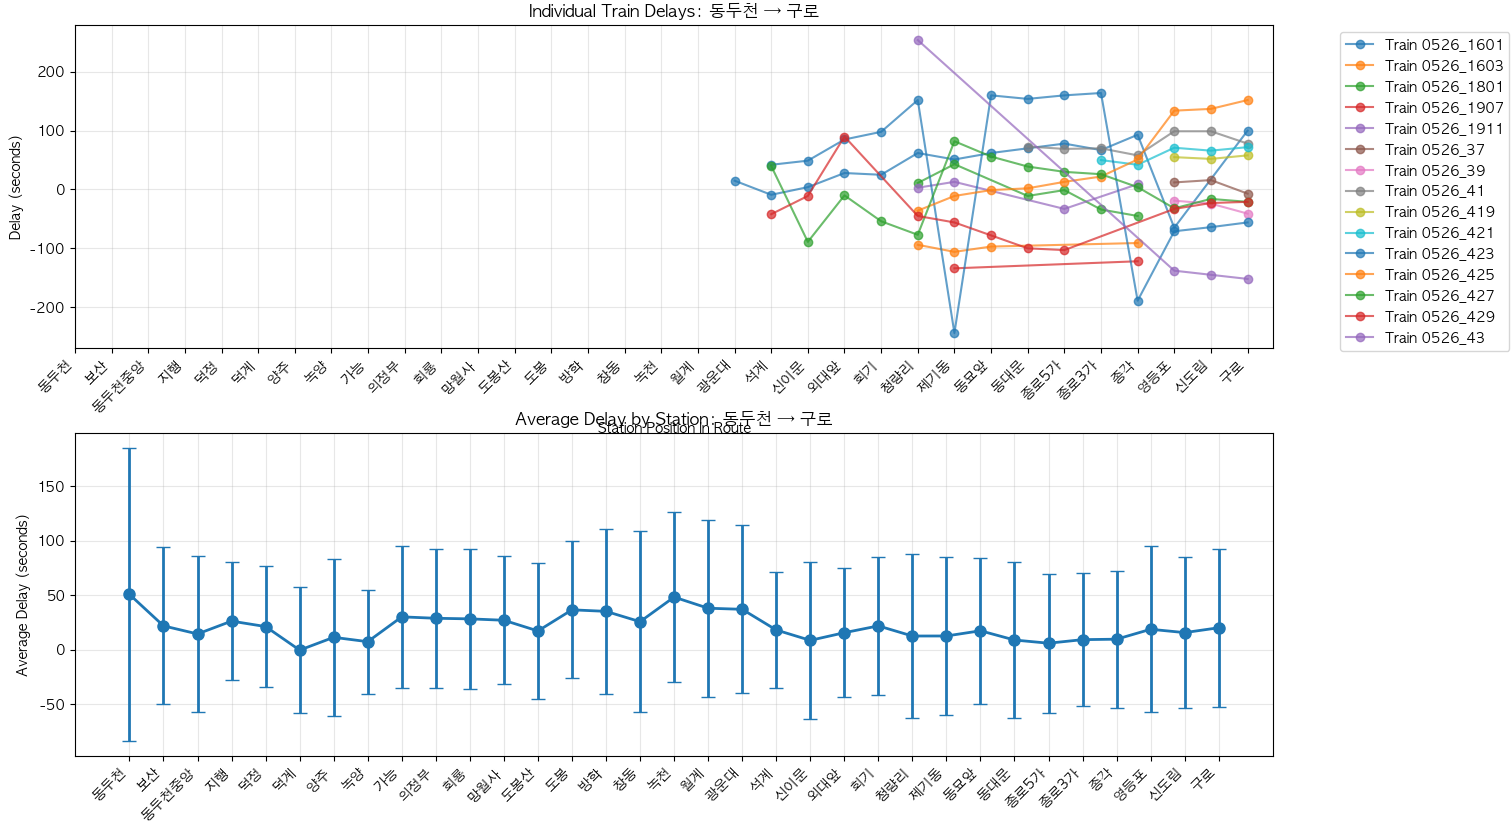 Individual Train Delays: 동두천 → 구로
Delay (seconds)
200
100
0
-100
-200
동두천
보산
동두천중앙
지행
덕정
덕계
양주
녹양
가능
의정부
회룡
망월사
도봉산
도봉
방학
창동
녹천
월계
광운대
석계
신이문
외대앞
회기
청량리
제기동
동묘앞
동대문
종로5가
종로3가
종각
영등포
신도림
구로
Train 0526_1601
Train 0526_1603
Train 0526_1801
Train 0526_1907
Train 0526_1911
Train 0526_37
Train 0526_39
Train 0526_41
Train 0526_419
Train 0526_421
Train 0526_423
Train 0526_425
Train 0526_427
Train 0526_429
Train 0526_43
Average Delay by Station: 동두천 → 구로
Station Position in Route
Average Delay (seconds)
150
100
50
0
-50
동두천
보산
동두천중앙
지행
덕정
덕계
양주
녹양
가능
의정부
회룡
망월사
도봉산
도봉
방학
창동
녹천
월계
광운대
석계
신이문
외대앞
회기
청량리
제기동
동묘앞
동대문
종로5가
종로3가
종각
영등포
신도림
구로